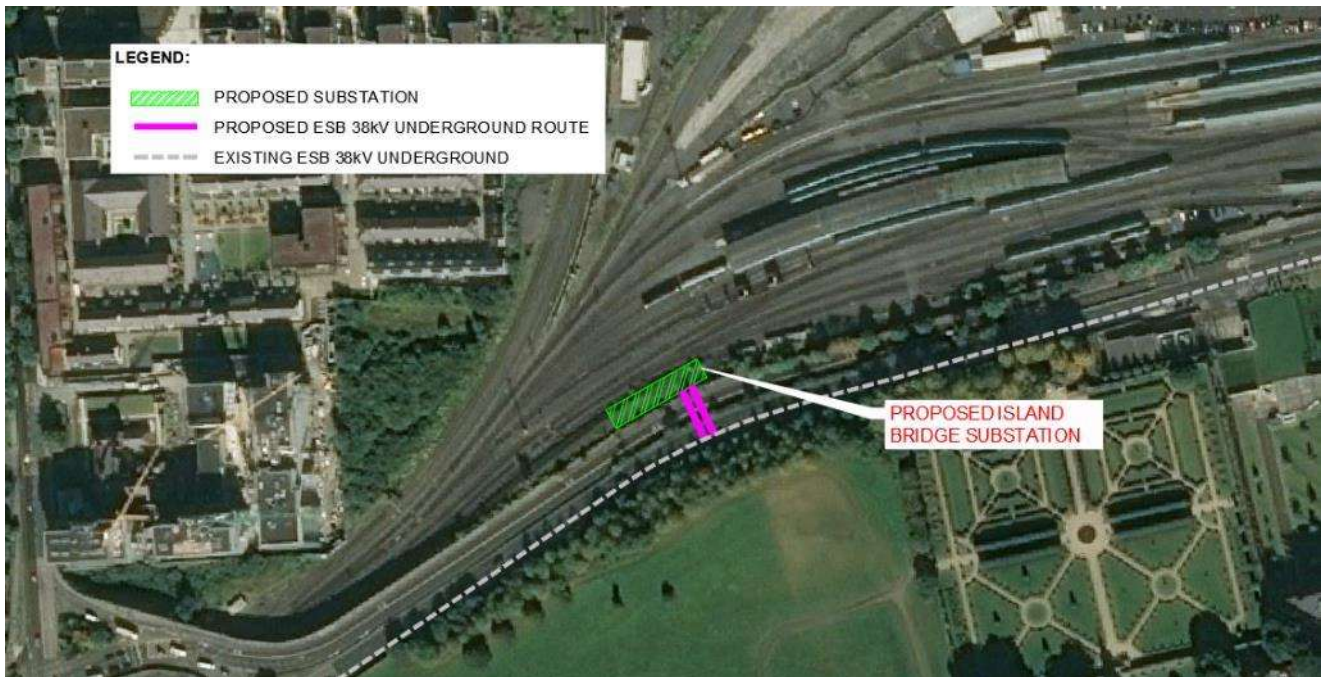 LEGEND:
PROPOSED SUBSTATION
PROPOSED ESB 38kV UNDERGROUND ROUTE
EXISTING ESB 38kV UNDERGROUND
PROPOSED ISLAND
BRIDGE SUBSTATION